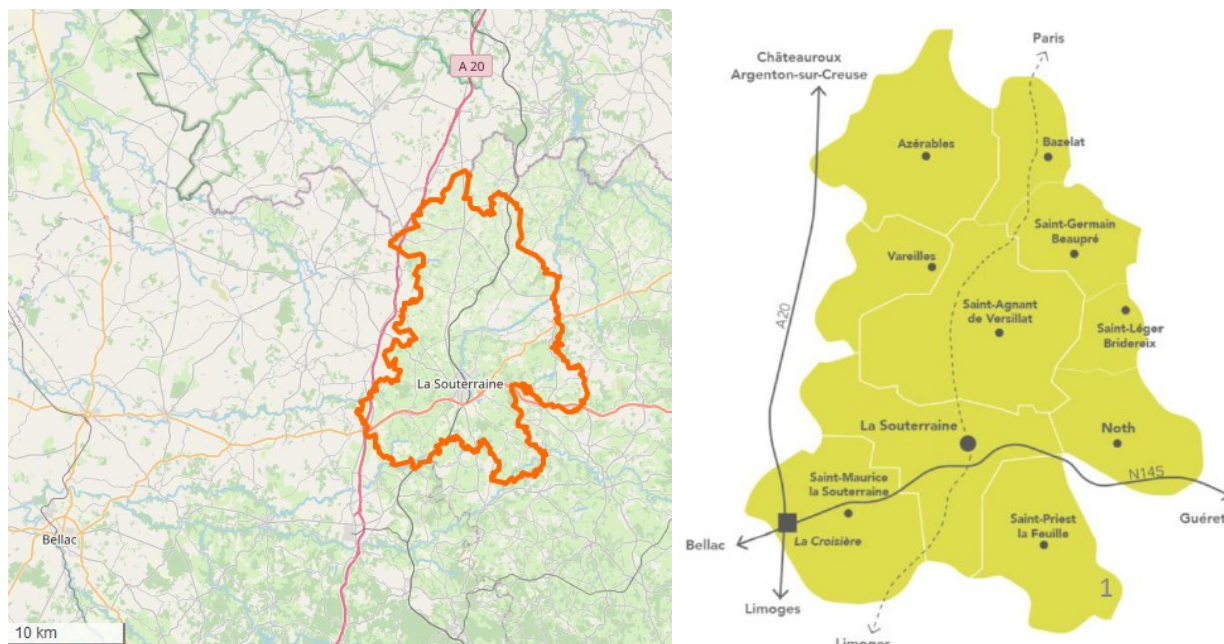 A 20
La Souterraine
Bellac
10 km
Paris
Châteauroux
Argenton-sur-Creuse
Azérables
Bazelat
Saint-Germain
Beaupré
Vareilles
A20
Saint-Agnant
de Versillat
Saint-Léger
Bridereix
La Souterraine
Noth
N145
Saint-Maurice
la Souterraine
Guéret
Saint-Priest
la Feuille
La Croisière
Bellac
1
Limoges
Limoges